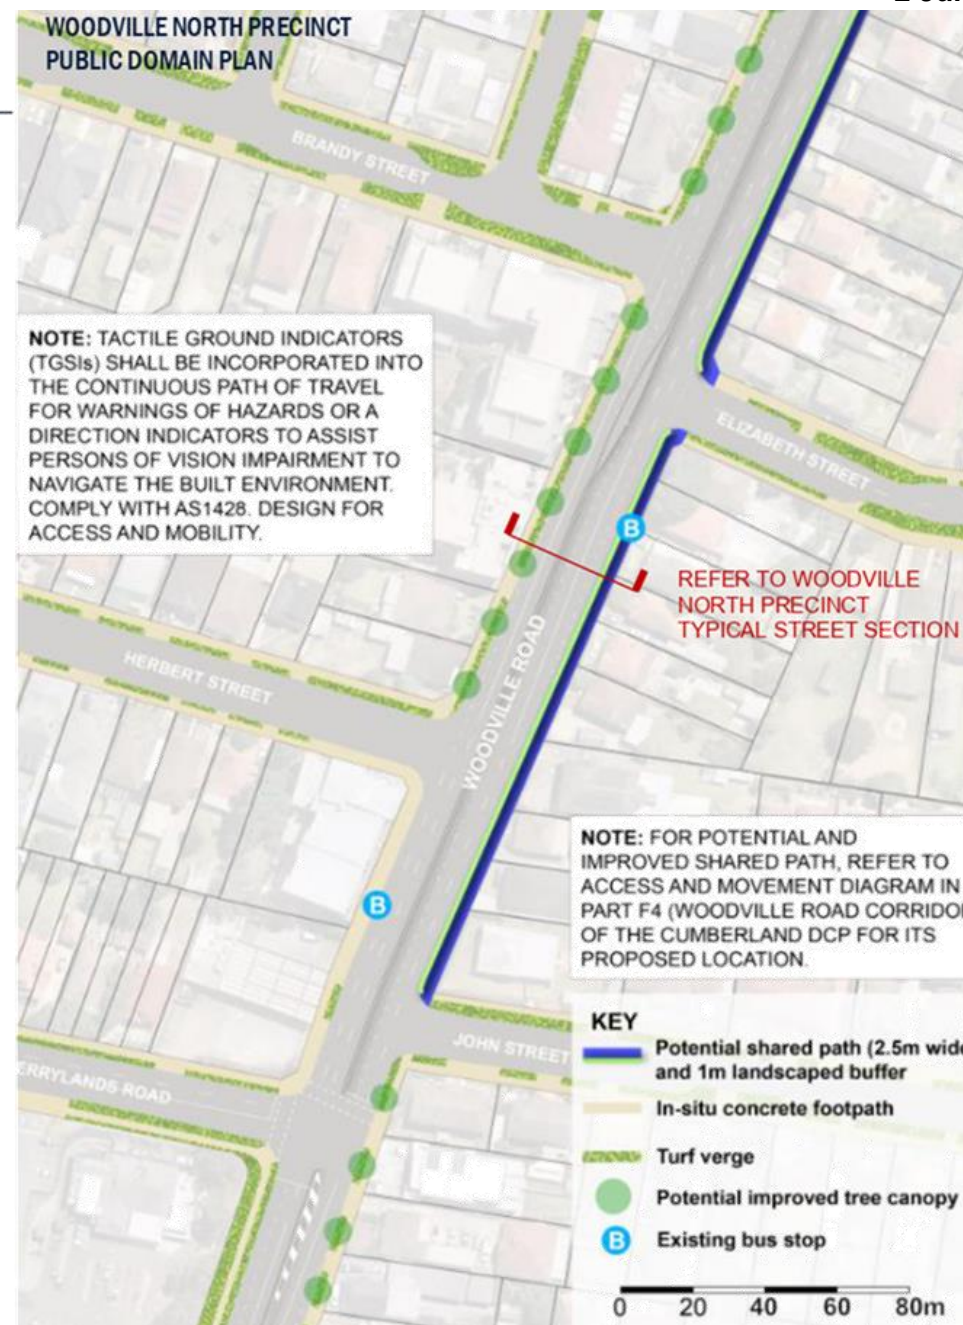 WOODVILLE NORTH PRECINCT
PUBLIC DOMAIN PLAN
BRANDY STREET
NOTE: TACTILE GROUND INDICATORS
(TGSIs) SHALL BE INCORPORATED INTO
THE CONTINUOUS PATH OF TRAVEL
FOR WARNINGS OF HAZARDS OR A
DIRECTION INDICATORS TO ASSIST
PERSONS OF VISION IMPAIRMENT TO
NAVIGATE THE BUILT ENVIRONMENT.
COMPLY WITH AS1428. DESIGN FOR
ACCESS AND MOBILITY.
ELIZABETH STREET
B
REFER TO WOODVILLE
NORTH PRECINCT
TYPICAL STREET SECTION
HERBERT STREET
WOODVILLE ROAD
NOTE: FOR POTENTIAL AND
IMPROVED SHARED PATH, REFER TO
ACCESS AND MOVEMENT DIAGRAM IN
PART F4 (WOODVILLE ROAD CORRIDO
OF THE CUMBERLAND DCP FOR ITS
PROPOSED LOCATION.
B
JOHN STREET
ERRYLANDS ROAD
KEY
Potential shared path (2.5m wide
and 1m landscaped buffer
In-situ concrete footpath
Turf verge
Potential improved tree canopy
B Existing bus stop
0 20 40 60 80m